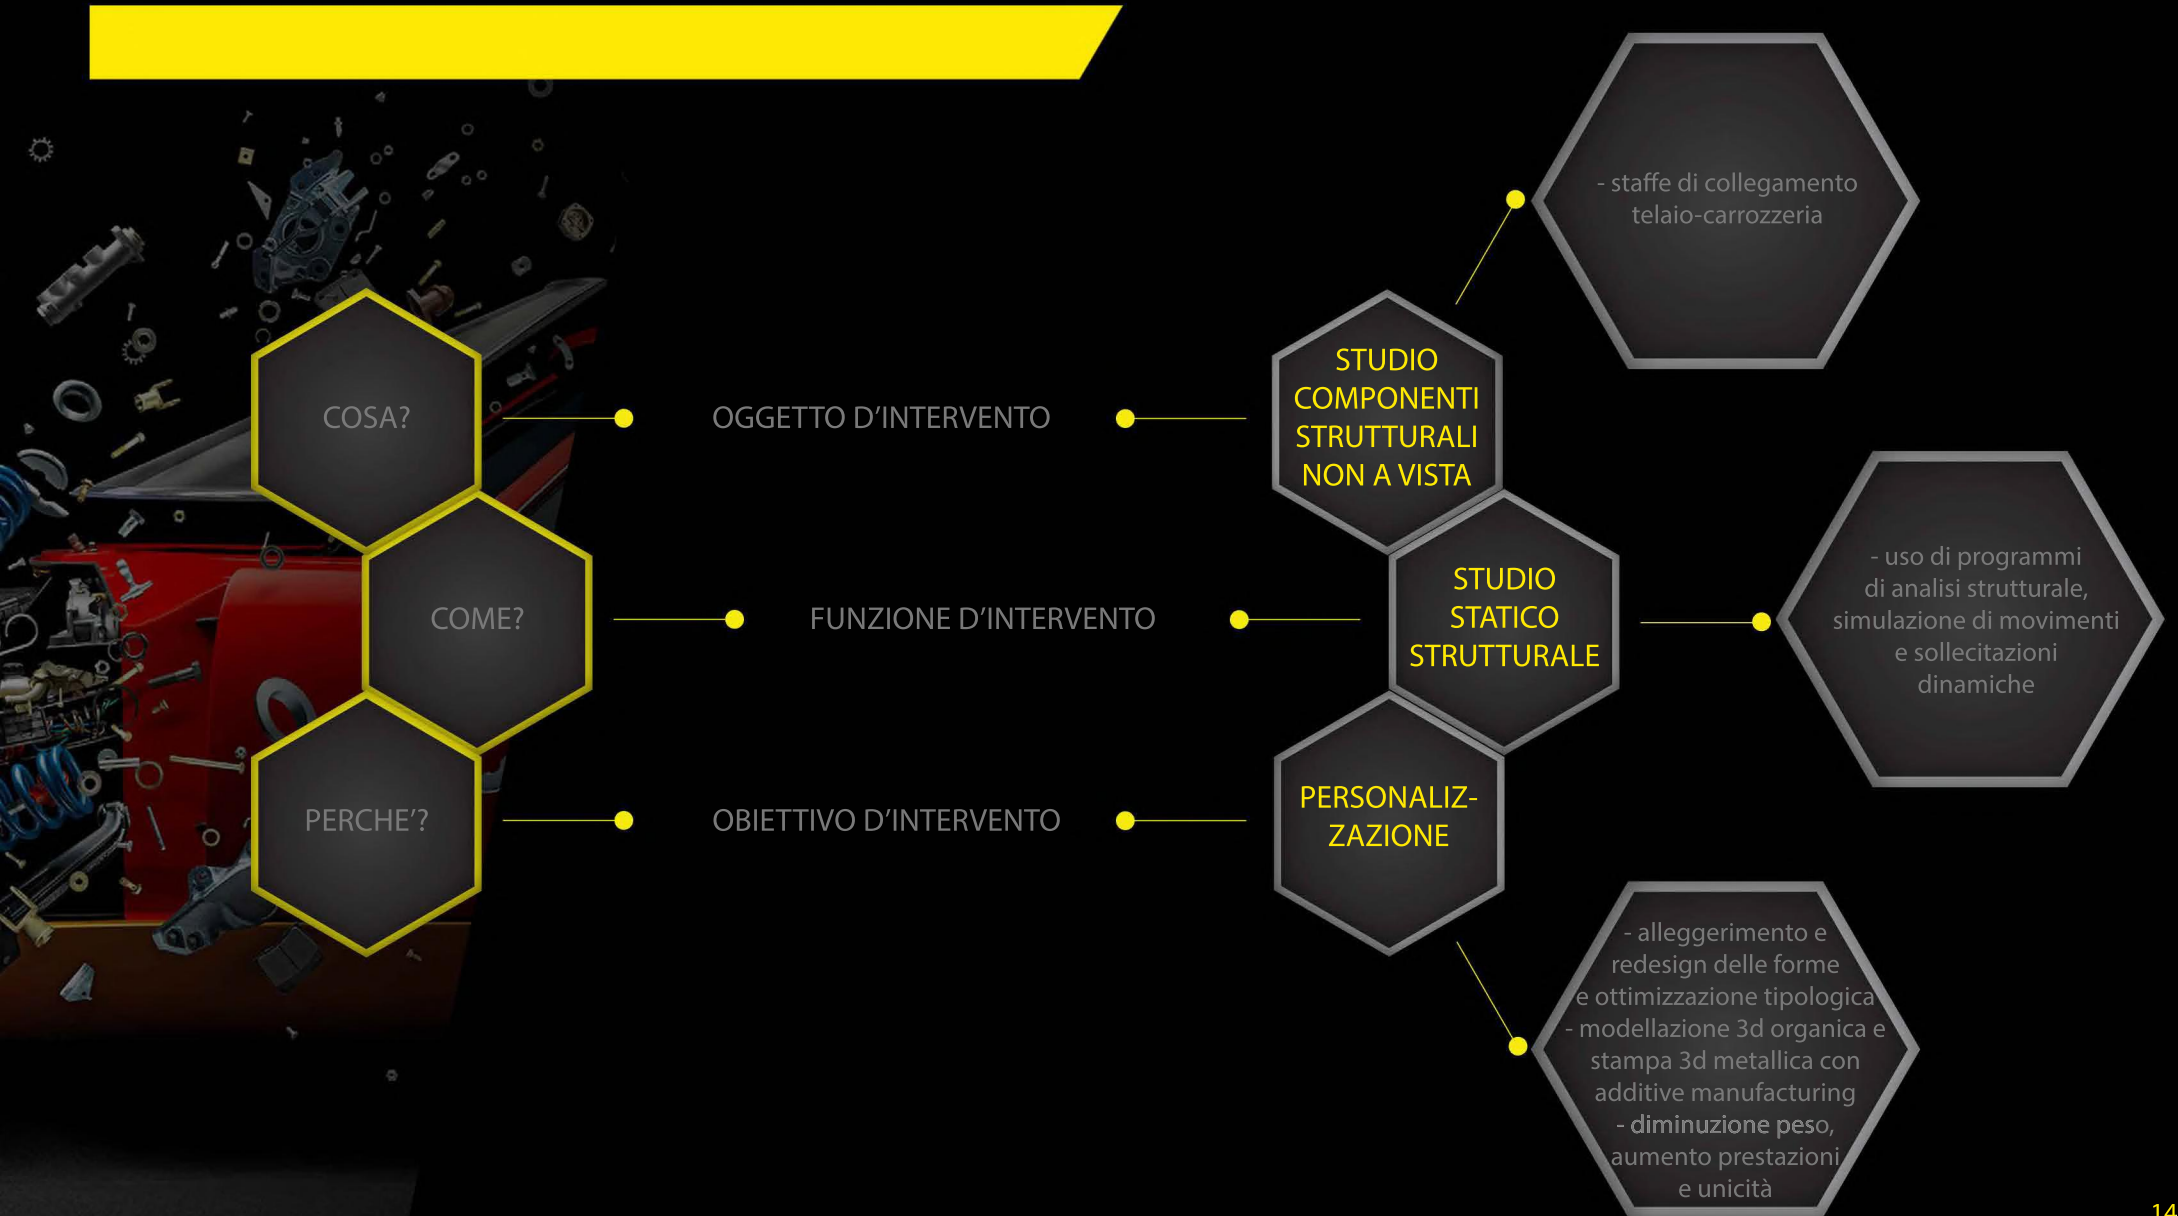 COSA?
OGGETTO D'INTERVENTO
STUDIO
COMPONENTI
STRUTTURALI
NON A VISTA
- staffe di collegamento
telaio-carrozzeria
COME?
FUNZIONE D'INTERVENTO
STUDIO
STATICO
STRUTTURALE
- uso di programmi
di analisi strutturale,
simulazione di movimenti
e sollecitazioni
dinamiche
PERCHE'?
OBIETTIVO D'INTERVENTO
PERSONALIZ-
ZAZIONE
- alleggerimento e
redesign delle forme
e ottimizzazione tipologica
- modellazione 3d organica e
stampa 3d metallica con
additive manufacturing
- diminuzione peso,
aumento prestazioni
e unicità
14